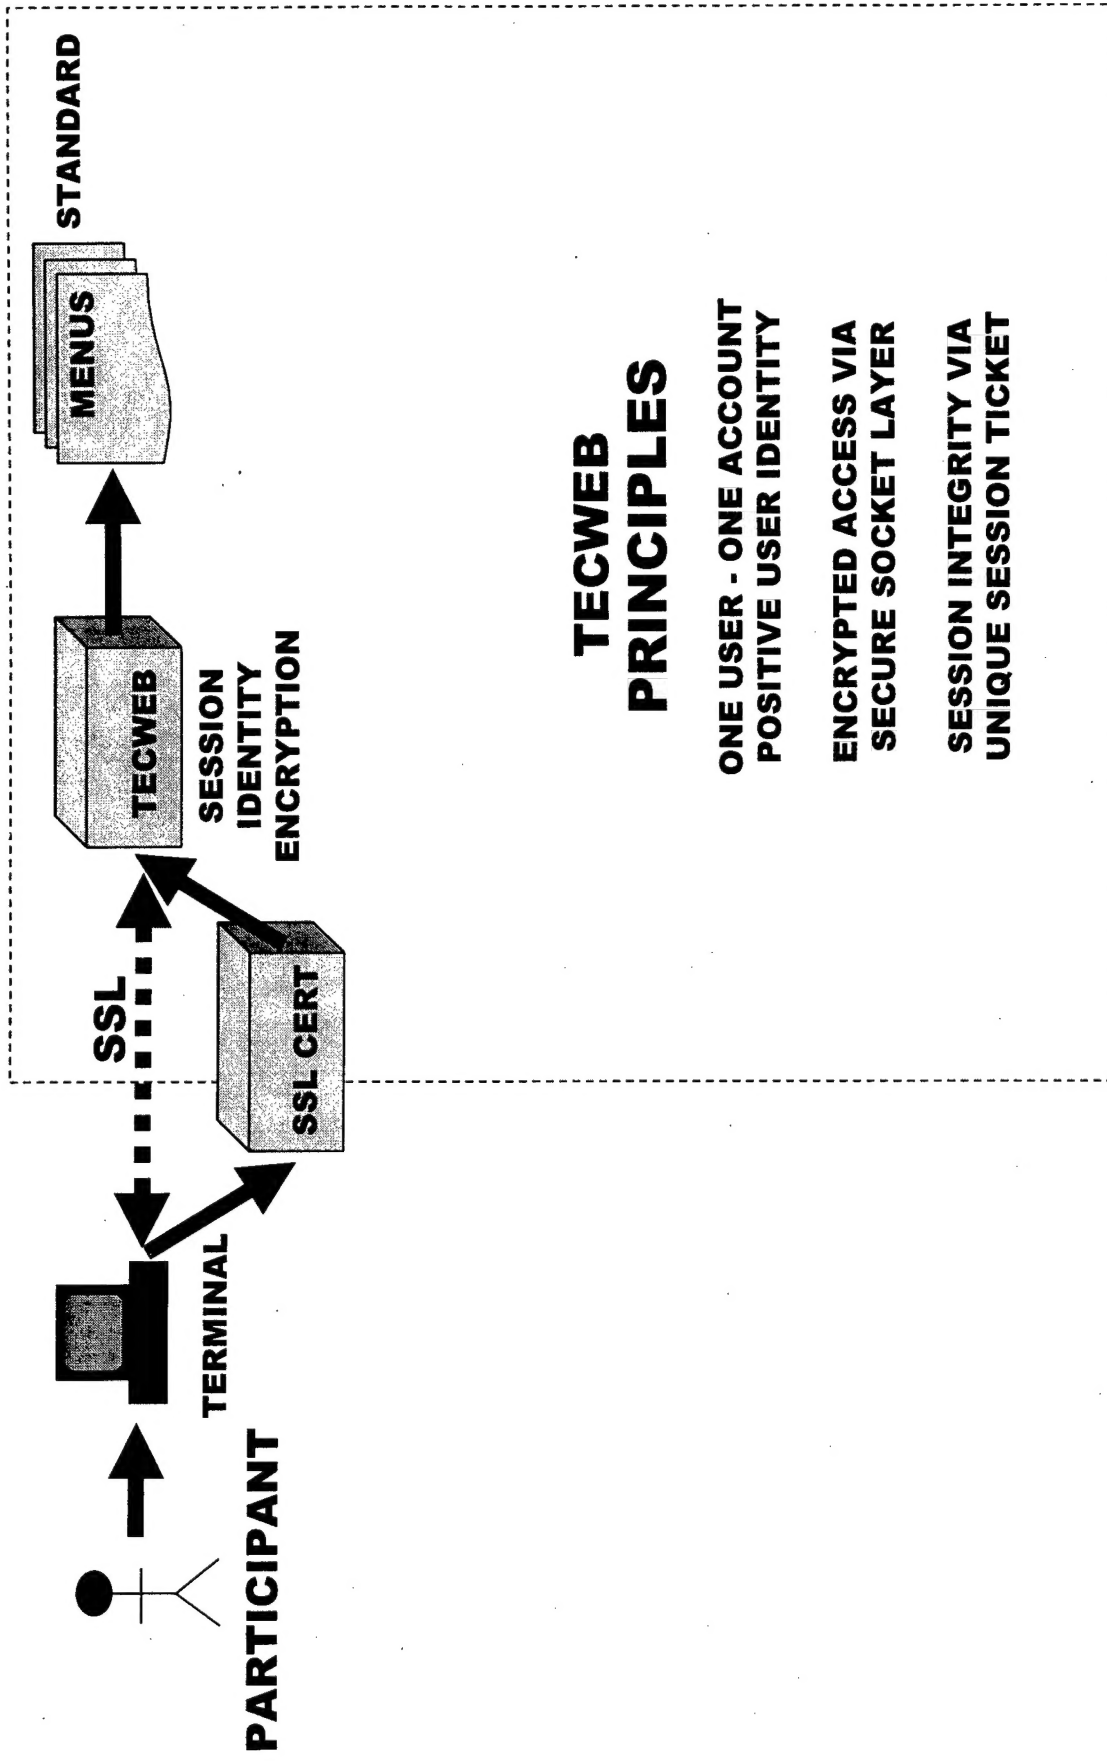 PARTICIPANT
TERMINAL
SSL
SSL CERT
TECWEB
SESSION
IDENTITY
ENCRYPTION
MENUS
STANDARD
TECWEB
PRINCIPLES
ONE USER - ONE ACCOUNT
POSITIVE USER IDENTITY
ENCRYPTED ACCESS VIA
SECURE SOCKET LAYER
SESSION INTEGRITY VIA
UNIQUE SESSION TICKET